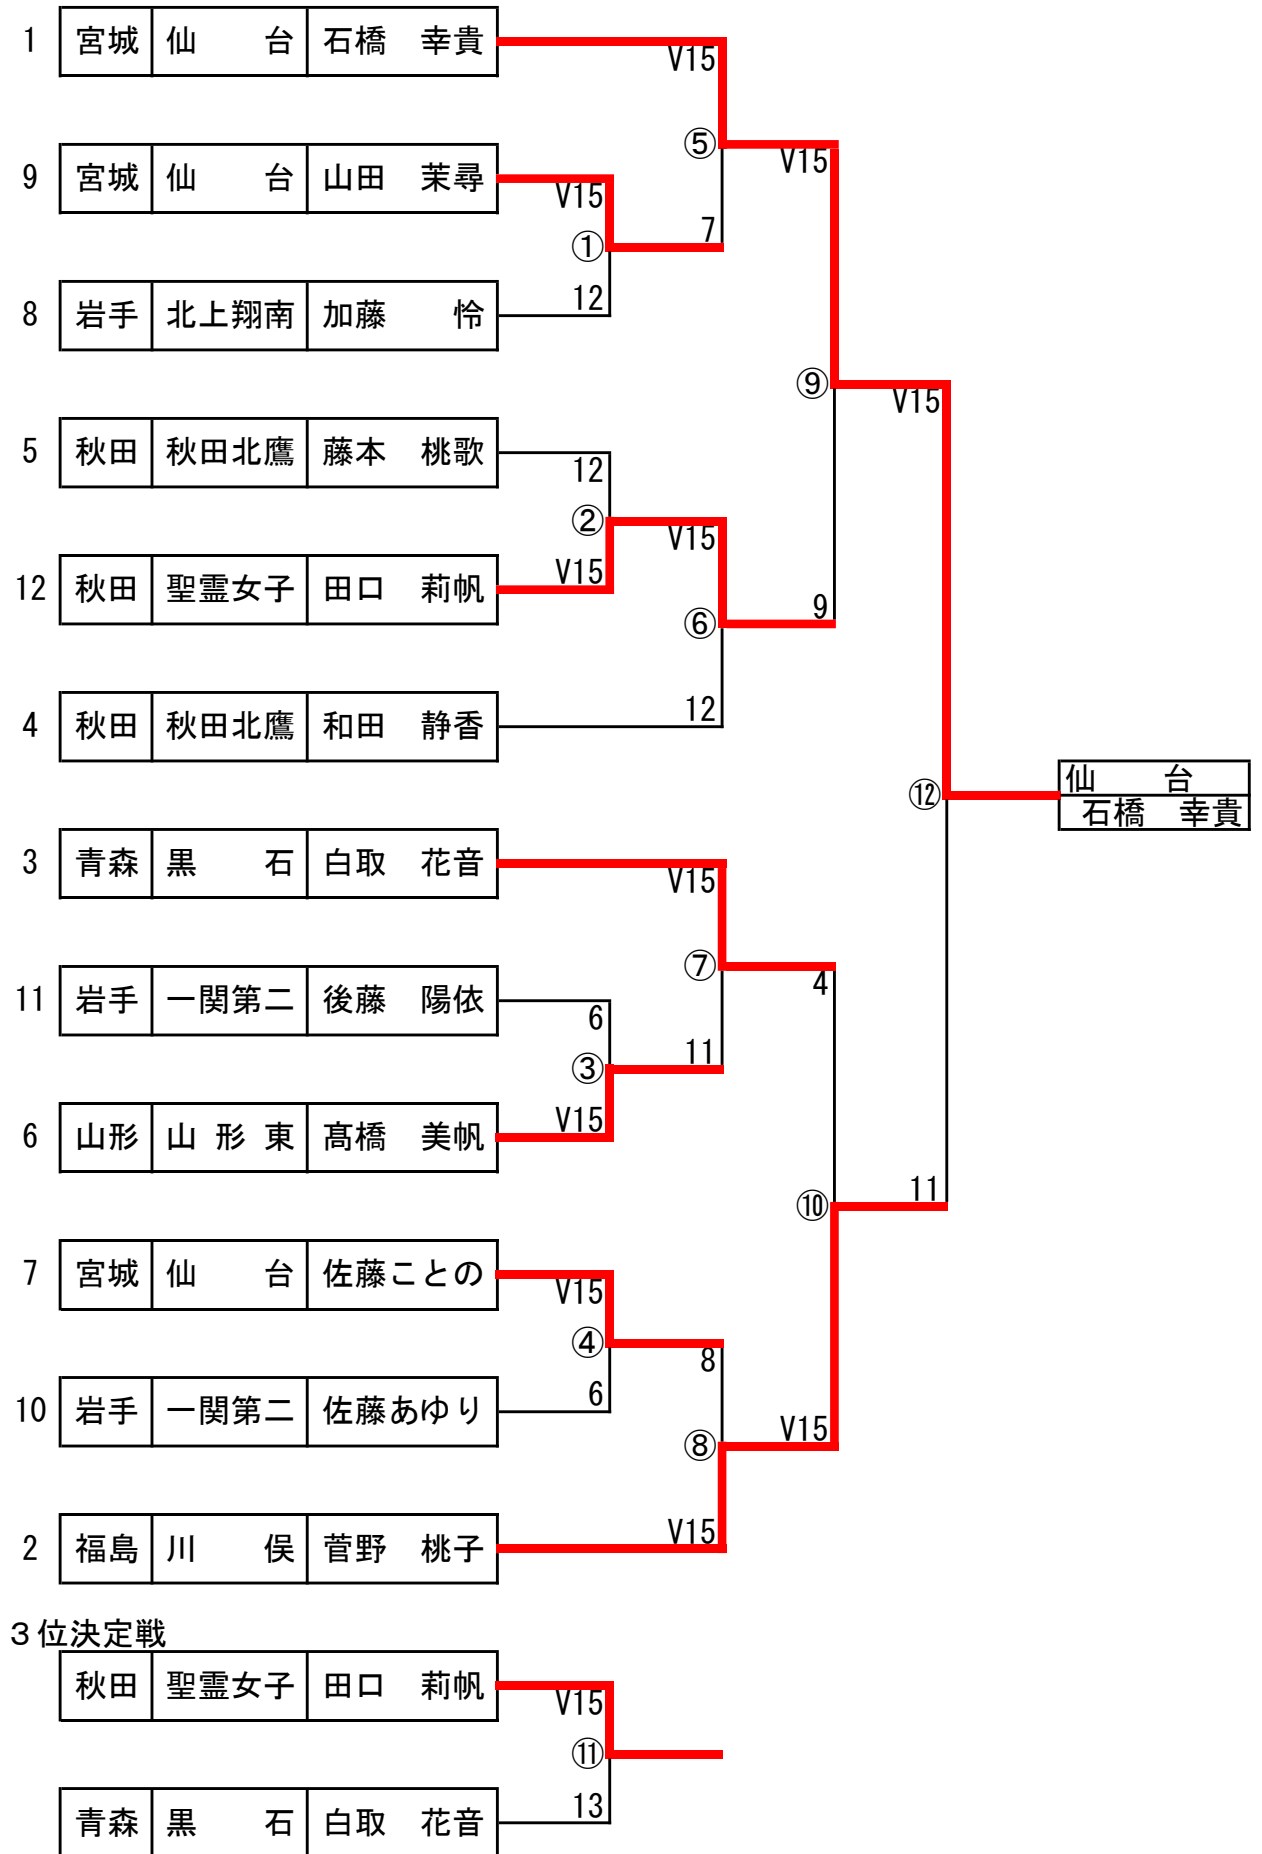 1 宮城 仙 台 石橋 幸貴
V15
⑤
V15
9 宮城 仙 台 山田 茉尋
V15
①
7
8 岩手 北上翔南 加藤 怜
12
⑨
V15
5 秋田 秋田北鷹 藤本 桃歌
12
②
V15
12 秋田 聖霊女子 田口 莉帆
V15
⑥
9
4 秋田 秋田北鷹 和田 静香
12
⑫
仙 台
石橋 幸貴
3 青森 黒 石 白取 花音
V15
⑦
4
11 岩手 一関第二 後藤 陽依
6
③
11
6 山形 山 形 東 髙橋 美帆
V15
⑩
11
7 宮城 仙 台 佐藤ことの
V15
④
8
10 岩手 一関第二 佐藤あゆり
6
⑧
V15
2 福島 川 俣 菅野 桃子
V15
３位決定戦
秋田 聖霊女子 田口 莉帆
V15
⑪
青森 黒 石 白取 花音
13